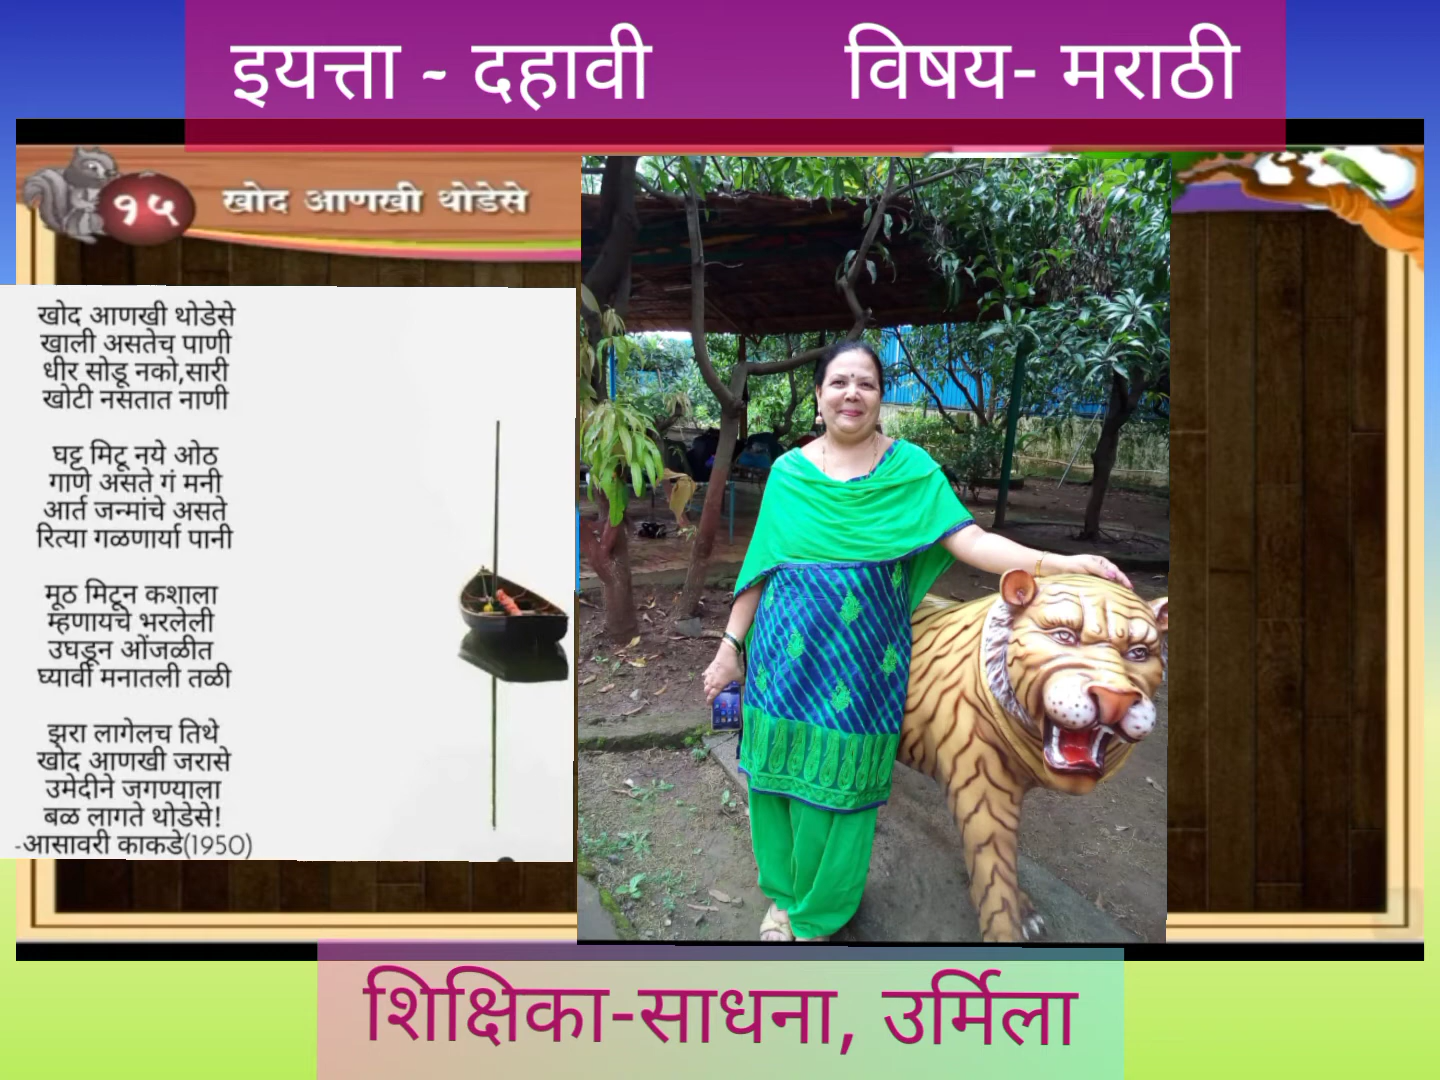 इयत्ता - दहावी विषय- मराठी
१५ खोद आणखी थोडेसे
खोद आणखी थोडेसे
खाली असतेच पाणी
धीर सोडू नको,सारी
खोटी नसतात नाणी
घट्ट मिटू नये ओठ
गाणे असते गं मनी
आर्त जन्मांचे असते
रित्या गळणार्या पानी
मूठ मिटून कशाला
म्हणायचे भरलेली
उघडून ओंजळीत
घ्यावी मनातली तळी
झरा लागेलच तिथे
खोद आणखी जरासे
उमेदीने जगण्याला
बळ लागते थोडेसे!
-आसावरी काकडे(1950)
शिक्षिका-साधना, उर्मिला